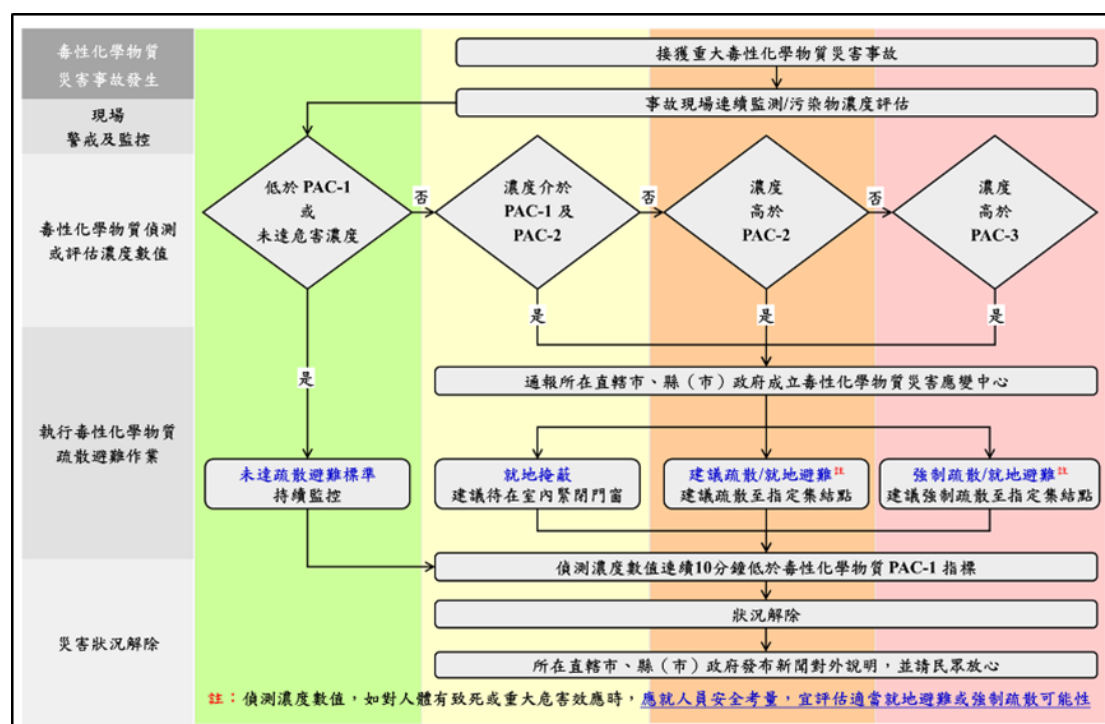 毒性化學物質
災害事故發生
接獲重大毒性化學物質災害事故
現場
警戒及監控
事故現場連續監測/污染物濃度評估
毒性化學物質偵測
或評估濃度數值
低於 PAC-1
或
未達危害濃度
否
濃度介於
PAC-1 及
PAC-2
否
濃度
高於
PAC-2
否
濃度
高於
PAC-3
是
是
是
是
通報所在直轄市、縣（市）政府成立毒性化學物質災害應變中心
執行毒性化學物質
疏散避難作業
未達疏散避難標準
持續監控
就地掩蔽
建議待在室內緊閉門窗
建議疏散/就地避難註
建議疏散至指定集結點
強制疏散/就地避難註
建議強制疏散至指定集結點
偵測濃度數值連續10分鐘低於毒性化學物質 PAC-1 指標
災害狀況解除
狀況解除
所在直轄市、縣（市）政府發布新聞對外說明，並請民眾放心
註：偵測濃度數值，如對人體有致死或重大危害效應時，應就人員安全考量，宜評估適當就地避難或強制疏散可能性